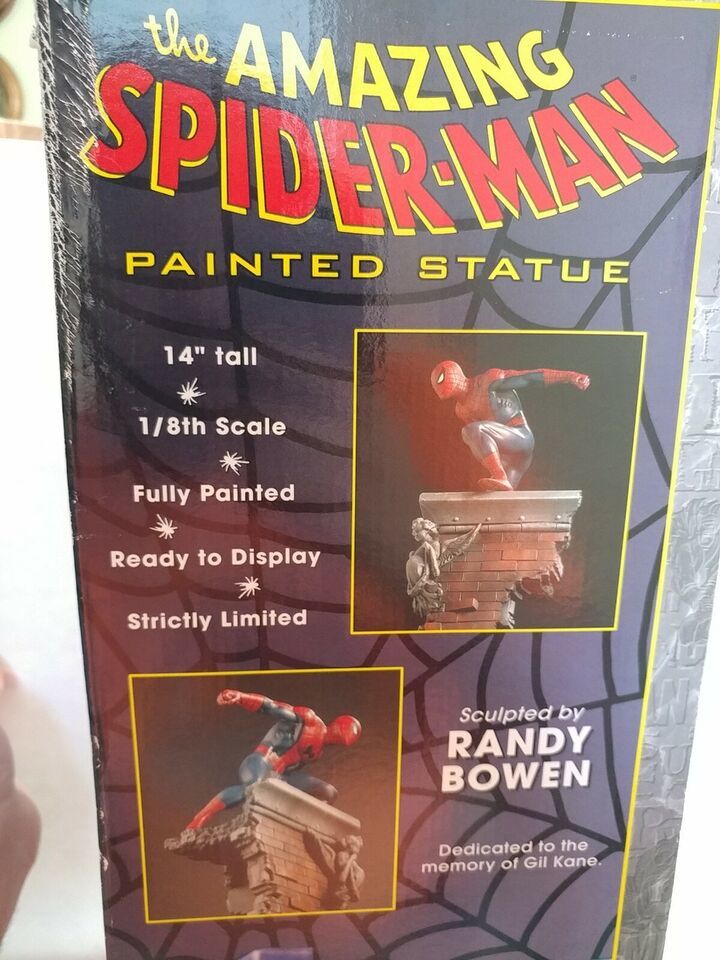 the AMAZING
SPIDER-MAN
PAINTED STATUE
14" tall
1/8th Scale
Fully Painted
Ready to Display
Strictly Limited
Sculpted by
RANDY
BOWEN
Dedicated to the
memory of Gil Kane.